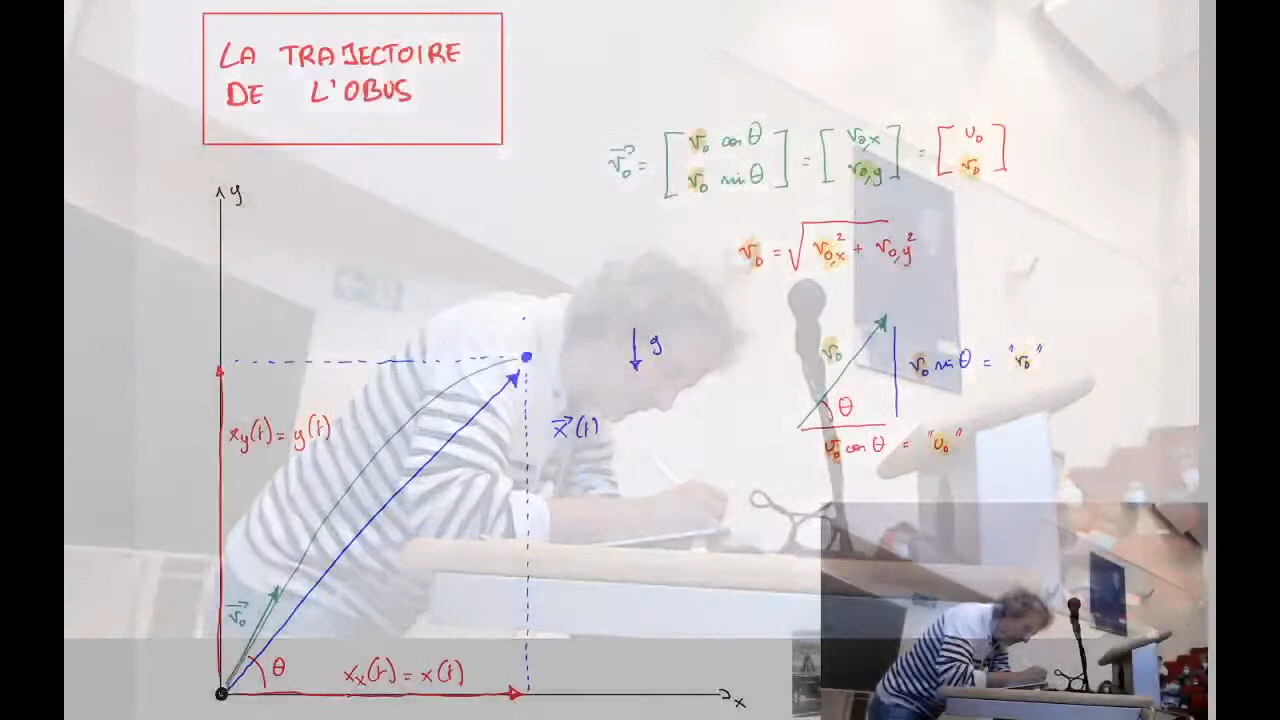 LA TRAJECTOIRE
DE L'OBUS
y
v⃗₀ = [ v₀ cos θ ; v₀ sin θ ] = [ v₀,x ; v₀,y ] = [ u₀ ; v₀ ]
v₀ = √(v₀,x² + v₀,y²)
g
v₀
v₀ sin θ = "v₀"
θ
x_y(t) = y(t)
x⃗(t)
v₀ cos θ = "u₀"
v⃗₀
θ
x_x(t) = x(t)
x